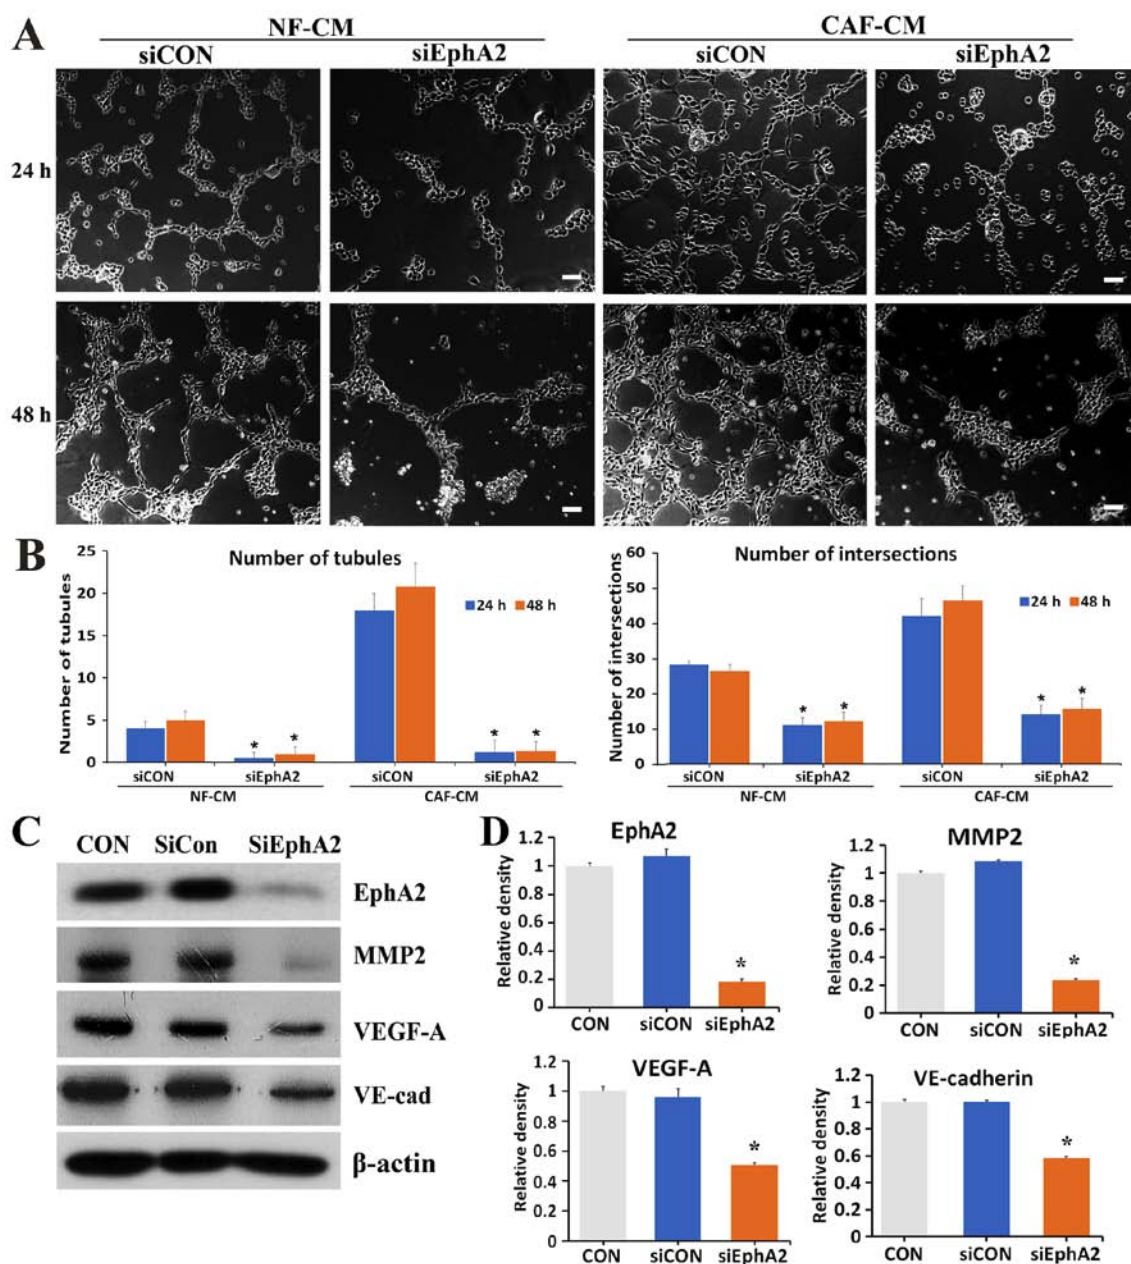 A
NF-CM
CAF-CM
siCON
siEphA2
siCON
siEphA2
24 h
48 h
B
Number of tubules
Number of tubules
25
20
15
10
5
0
24 h
48 h
* * * *
siCON
siEphA2
siCON
siEphA2
NF-CM
CAF-CM
Number of intersections
Number of intersections
60
50
40
30
20
10
0
24 h
48 h
* * * *
siCON
siEphA2
siCON
siEphA2
NF-CM
CAF-CM
C
CON SiCon SiEphA2
EphA2
MMP2
VEGF-A
VE-cad
β-actin
D
EphA2
Relative density
1.2
1
0.8
0.6
0.4
0.2
0
*
CON siCON siEphA2
MMP2
Relative density
1.2
1
0.8
0.6
0.4
0.2
0
*
CON siCON siEphA2
VEGF-A
Relative density
1.2
1
0.8
0.6
0.4
0.2
0
*
CON siCON siEphA2
VE-cadherin
Relative density
1.2
1
0.8
0.6
0.4
0.2
0
*
CON siCON siEphA2